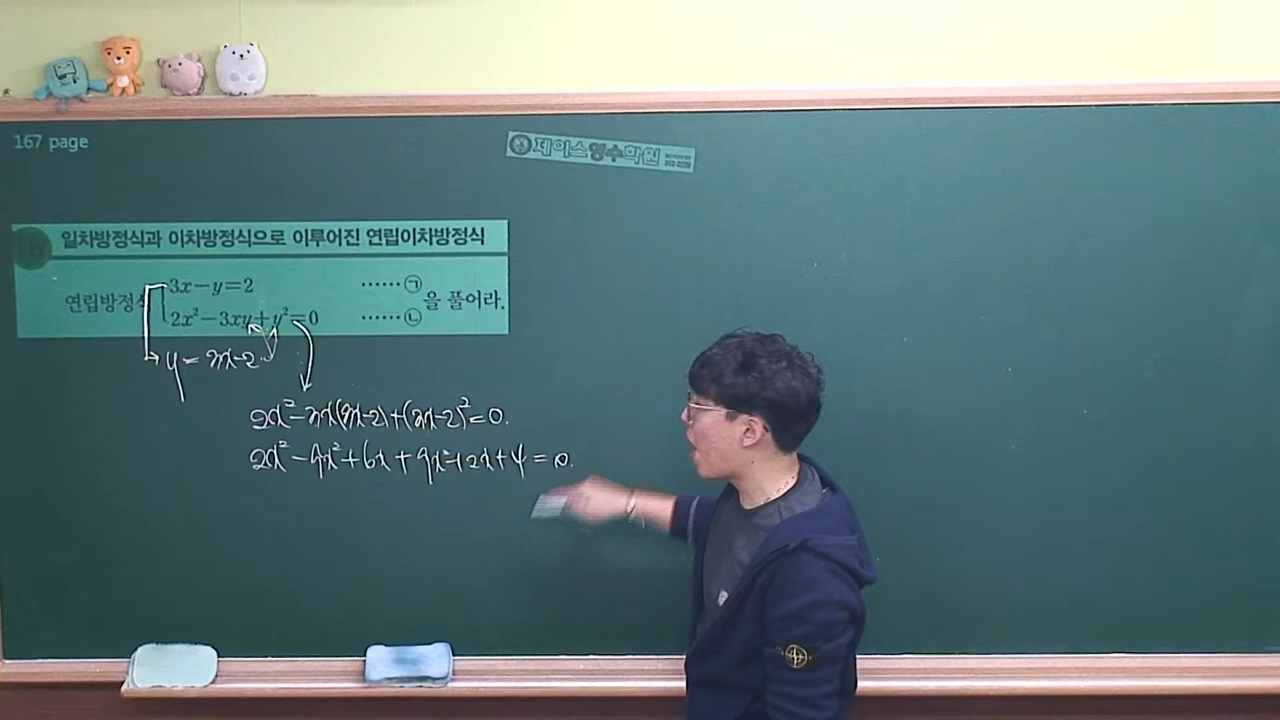 167 page
제이스영수학원
일차방정식과 이차방정식으로 이루어진 연립이차방정식
연립방정식 을 풀어라.
3x−y=2 ……㉠
2x²−3xy+y²=0 ……㉡
y = 3x-2
2x²-3x(3x-2)+(3x-2)²=0.
2x²-9x²+6x+9x²-12x+4=0.